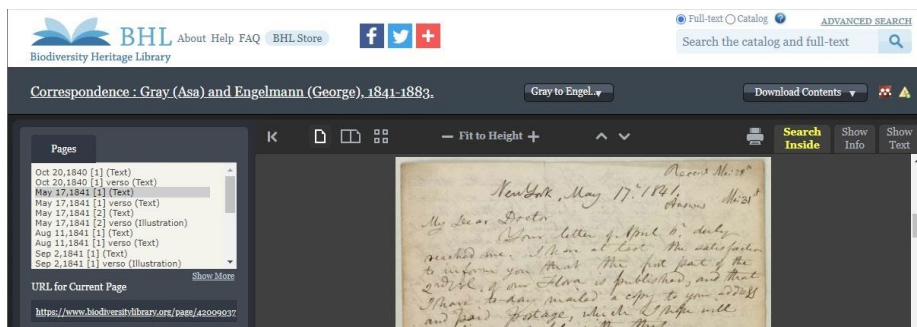 Full-text Catalog ADVANCED SEARCH
BHL About Help FAQ BHL Store
Search the catalog and full-text
Biodiversity Heritage Library
Correspondence : Gray (Asa) and Engelmann (George), 1841-1883.
Gray to Engel..
Download Contents
Pages
Fit to Height
Search Inside
Show Info
Show Text
Oct 20,1840 [1] (Text)
Oct 20,1840 [1] verso (Text)
May 17,1841 [1] (Text)
May 17,1841 [1] verso (Text)
May 17,1841 [2] (Text)
May 17,1841 [2] verso (Illustration)
Aug 11,1841 [1] (Text)
Aug 11,1841 [1] verso (Text)
Sep 2,1841 [1] (Text)
Sep 2,1841 [1] verso (Illustration)
Show More
URL for Current Page
https://www.biodiversitylibrary.org/page/42009037
New York, May 17th 1841,
My Dear Doctor
Your letter of April 6th duly
reached me. I have at last the satisfaction
to inform you that the first part of the
2nd Vol. of our Flora is published, and that
I have to-day mailed a copy to your address
and paid postage, which I hope will